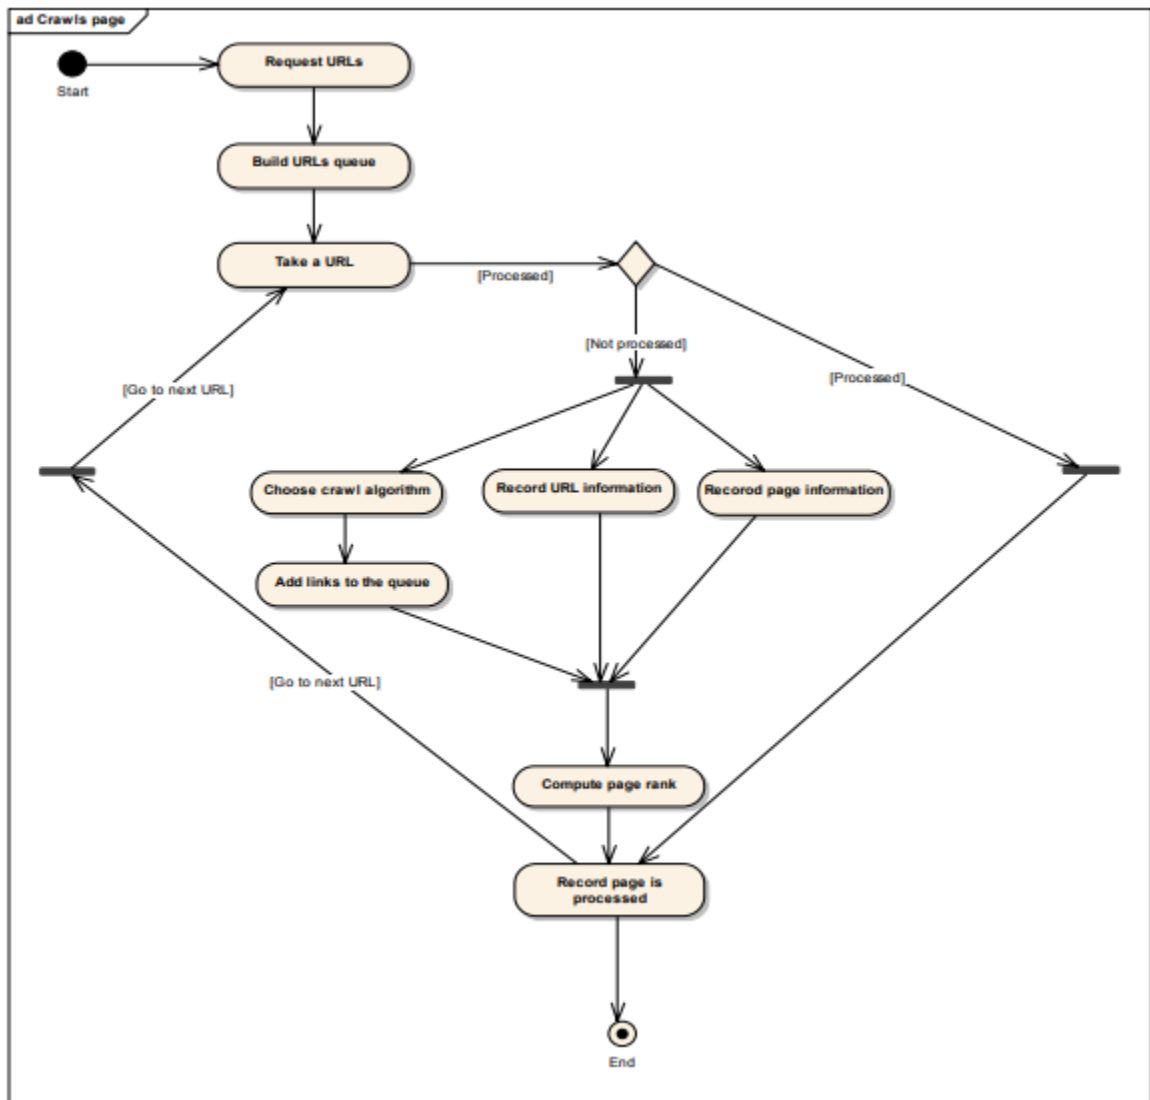 ad Crawls page
Request URLs
Start
Build URLs queue
Take a URL
[Processed]
[Not processed]
[Processed]
[Go to next URL]
Choose crawl algorithm
Record URL information
Recorod page information
Add links to the queue
[Go to next URL]
Compute page rank
Record page is
processed
End